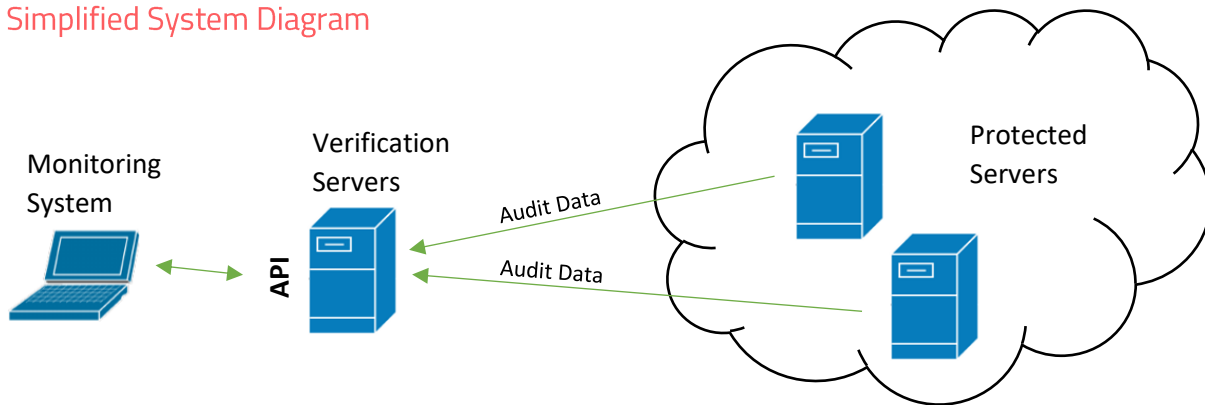 Simplified System Diagram
Monitoring
System
Verification
Servers
API
Audit Data
Audit Data
Protected
Servers